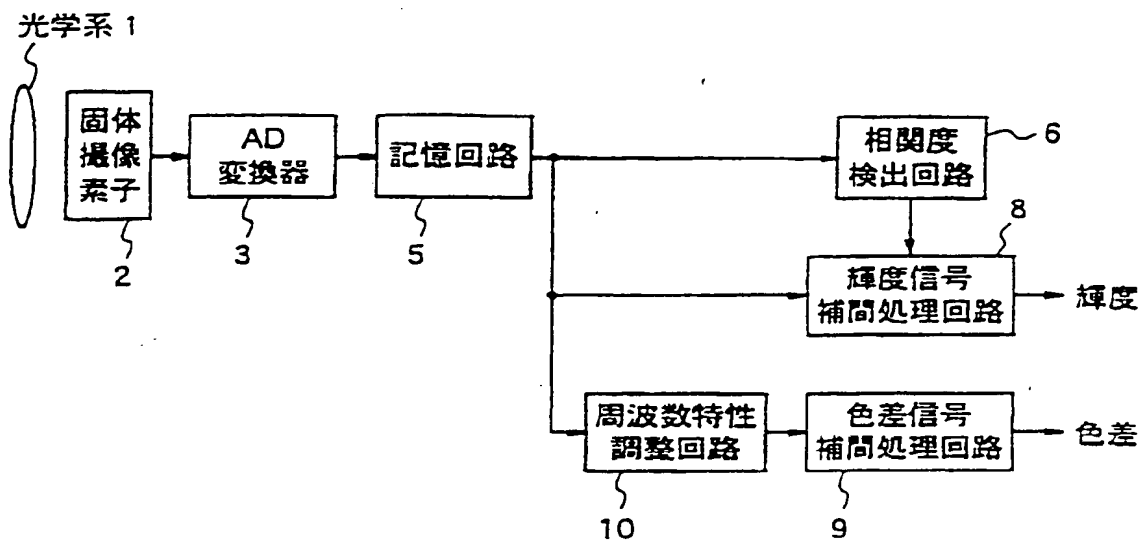 光学系 1
固体
撮像
素子
2
AD
変換器
3
記憶回路
5
相関度
検出回路
6
輝度信号
補間処理回路
8
輝度
周波数特性
調整回路
10
色差信号
補間処理回路
9
色差